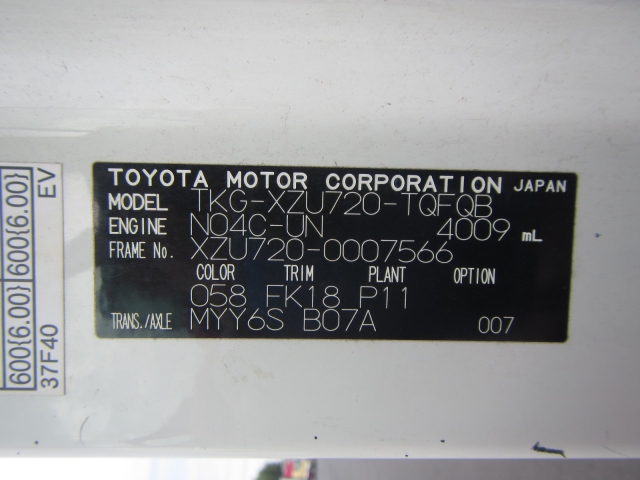 TOYOTA MOTOR CORPORATION JAPAN
MODEL TKG-XZU720-TQFQB
ENGINE N04C-UN 4009 mL
FRAME No. XZU720-0007566
COLOR TRIM PLANT OPTION
058 FK18 P11
TRANS./AXLE MYY6S B07A 007
600{6.00} 600{6.00} EV
37F40